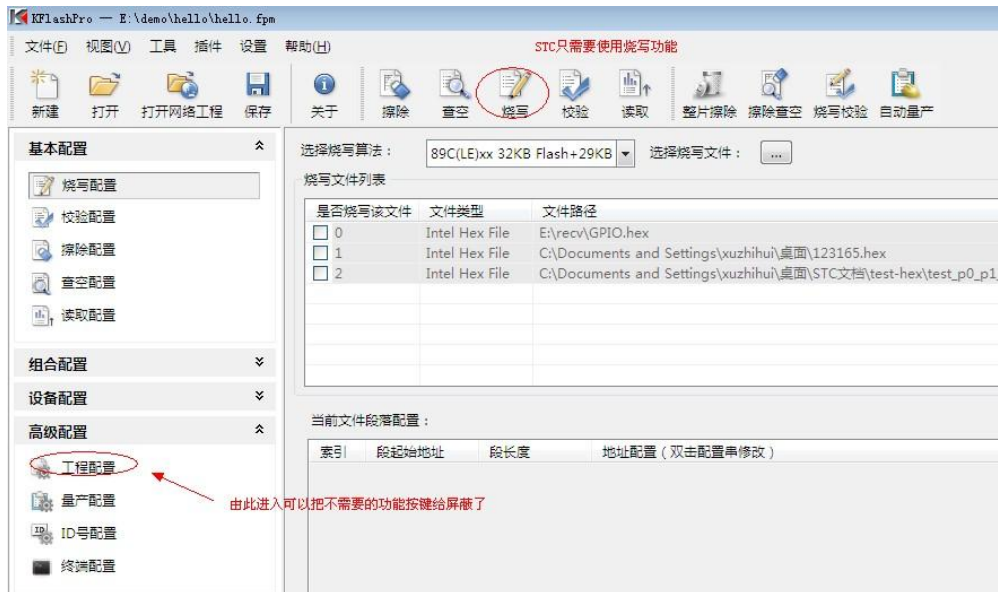 KFlashPro — E:\demo\hello\hello.fpm
文件(F) 视图(V) 工具 插件 设置 帮助(H)
STC只需要使用烧写功能
新建 打开 打开网络工程 保存 关于 擦除 查空 烧写 校验 读取 整片擦除 擦除查空 烧写校验 自动量产
基本配置
烧写配置
校验配置
擦除配置
查空配置
读取配置
组合配置
设备配置
高级配置
工程配置
量产配置
ID号配置
终端配置
选择烧写算法: 89C(LE)xx 32KB Flash+29KB 选择烧写文件: ...
烧写文件列表
是否烧写该文件 文件类型 文件路径
0 Intel Hex File E:\recv\GPIO.hex
1 Intel Hex File C:\Documents and Settings\xuzhihui\桌面\123165.hex
2 Intel Hex File C:\Documents and Settings\xuzhihui\桌面\STC文档\test-hex\test_p0_p1_
当前文件段落配置:
索引 段起始地址 段长度 地址配置(双击配置串修改)
由此进入可以把不需要的功能按键给屏蔽了